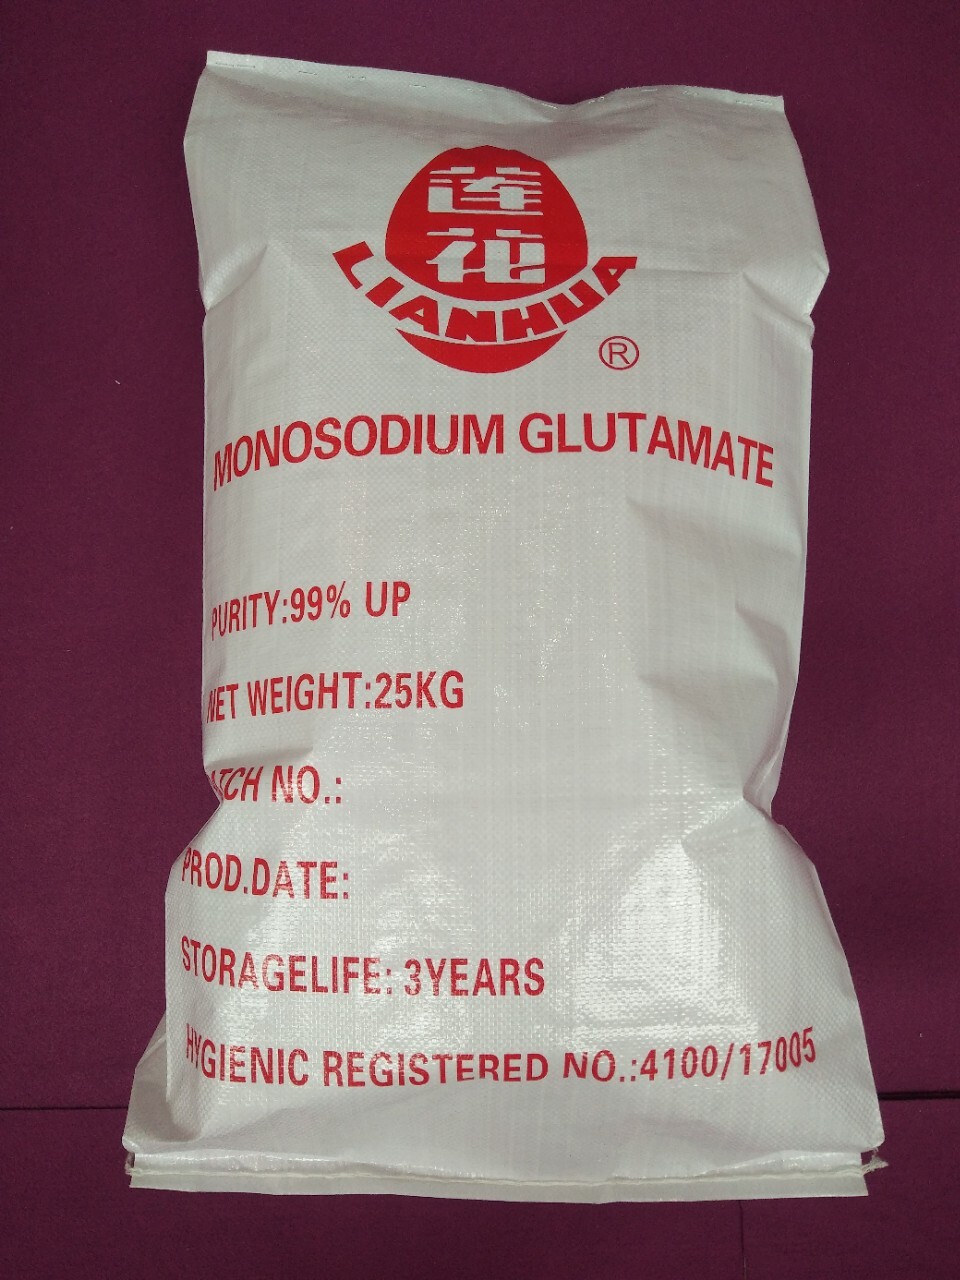 莲
花
LIANHUA
®
MONOSODIUM GLUTAMATE
PURITY:99% UP
NET WEIGHT:25KG
ATCH NO.:
PROD.DATE:
STORAGELIFE: 3YEARS
HYGIENIC REGISTERED NO.:4100/17005